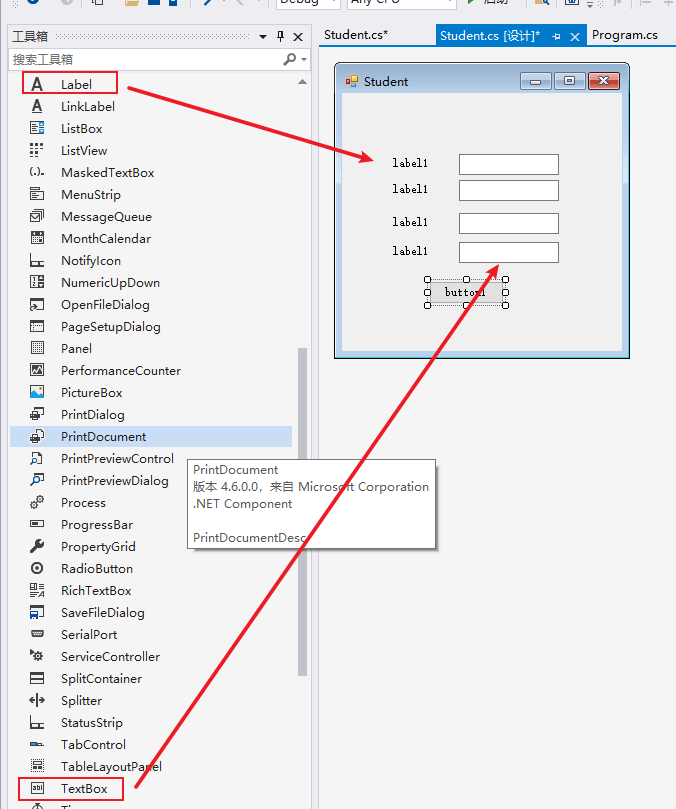 Debug
Any CPU
启动
工具箱
搜索工具箱
Label
LinkLabel
ListBox
ListView
MaskedTextBox
MenuStrip
MessageQueue
MonthCalendar
NotifyIcon
NumericUpDown
OpenFileDialog
PageSetupDialog
Panel
PerformanceCounter
PictureBox
PrintDialog
PrintDocument
PrintPreviewControl
PrintPreviewDialog
Process
ProgressBar
PropertyGrid
RadioButton
RichTextBox
SaveFileDialog
SerialPort
ServiceController
SplitContainer
Splitter
StatusStrip
TabControl
TableLayoutPanel
TextBox
PrintDocument
版本 4.6.0.0，来自 Microsoft Corporation
.NET Component
PrintDocumentDesc
Student.cs*
Student.cs [设计]*
Program.cs
Student
label1
label1
label1
label1
button1